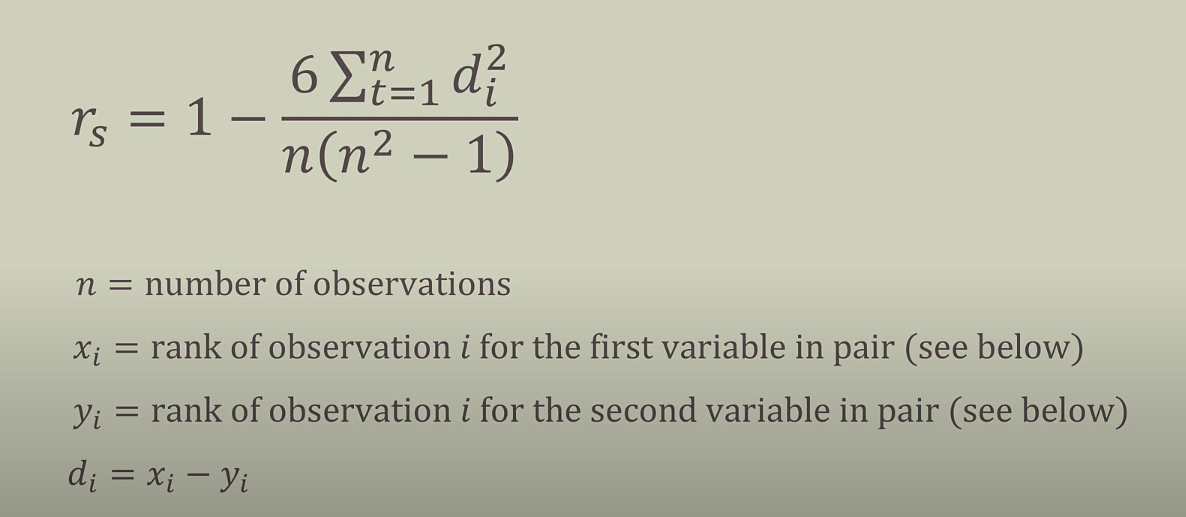 r_s = 1 − \frac{6 \sum_{t=1}^{n} d_i^2}{n(n^2 − 1)}
n = number of observations
x_i = rank of observation i for the first variable in pair (see below)
y_i = rank of observation i for the second variable in pair (see below)
d_i = x_i − y_i